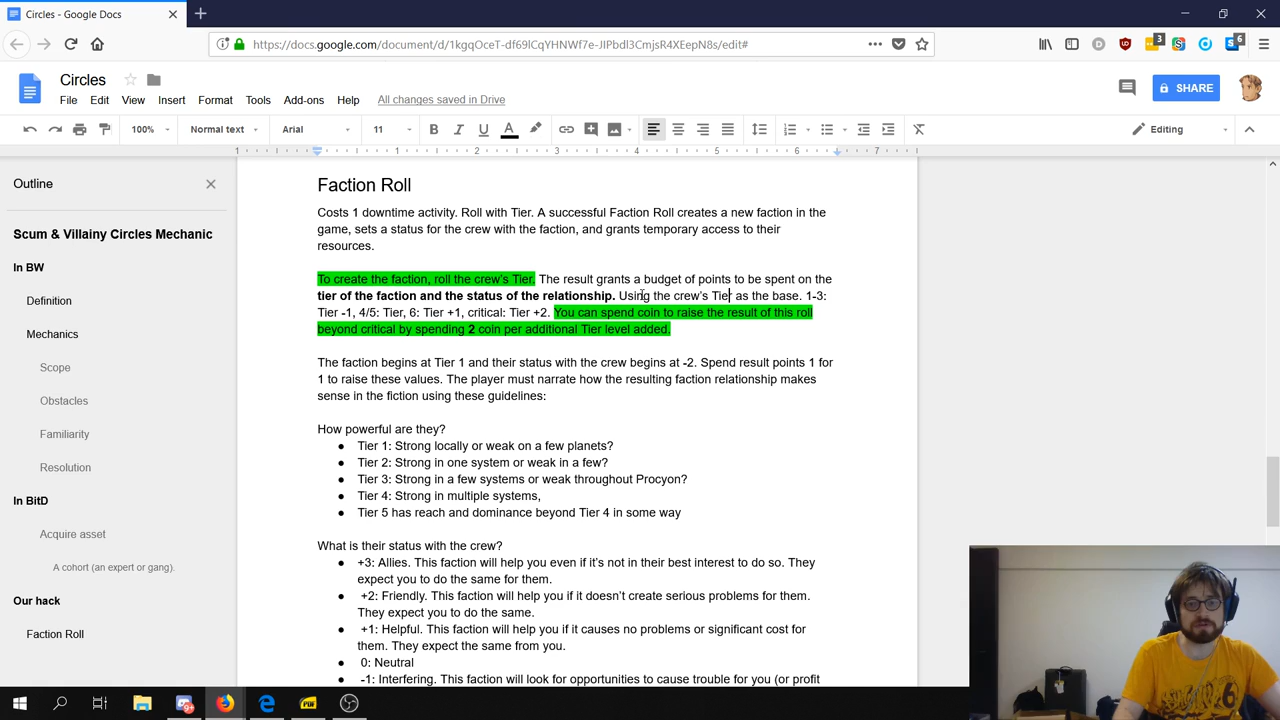 Circles - Google Docs
https://docs.google.com/document/d/1kgqOceT-df69lCqYHNWf7e-JIPbdl3CmjsR4XEepN8s/edit#
3
6
Circles
File Edit View Insert Format Tools Add-ons Help All changes saved in Drive
SHARE
100% Normal text Arial 11 B I U A Editing
1 2 3 4 5 6 7
Outline
Scum & Villainy Circles Mechanic
In BW
Definition
Mechanics
Scope
Obstacles
Familiarity
Resolution
In BitD
Acquire asset
A cohort (an expert or gang).
Our hack
Faction Roll
Faction Roll
Costs 1 downtime activity. Roll with Tier. A successful Faction Roll creates a new faction in the
game, sets a status for the crew with the faction, and grants temporary access to their
resources.
To create the faction, roll the crew's Tier. The result grants a budget of points to be spent on the
tier of the faction and the status of the relationship. Using the crew's Tier as the base. 1-3:
Tier -1, 4/5: Tier, 6: Tier +1, critical: Tier +2. You can spend coin to raise the result of this roll
beyond critical by spending 2 coin per additional Tier level added.
The faction begins at Tier 1 and their status with the crew begins at -2. Spend result points 1 for
1 to raise these values. The player must narrate how the resulting faction relationship makes
sense in the fiction using these guidelines:
How powerful are they?
● Tier 1: Strong locally or weak on a few planets?
● Tier 2: Strong in one system or weak in a few?
● Tier 3: Strong in a few systems or weak throughout Procyon?
● Tier 4: Strong in multiple systems,
● Tier 5 has reach and dominance beyond Tier 4 in some way
What is their status with the crew?
● +3: Allies. This faction will help you even if it's not in their best interest to do so. They
expect you to do the same for them.
● +2: Friendly. This faction will help you if it doesn't create serious problems for them.
They expect you to do the same.
● +1: Helpful. This faction will help you if it causes no problems or significant cost for
them. They expect the same from you.
● 0: Neutral
● -1: Interfering. This faction will look for opportunities to cause trouble for you (or profit
PDF